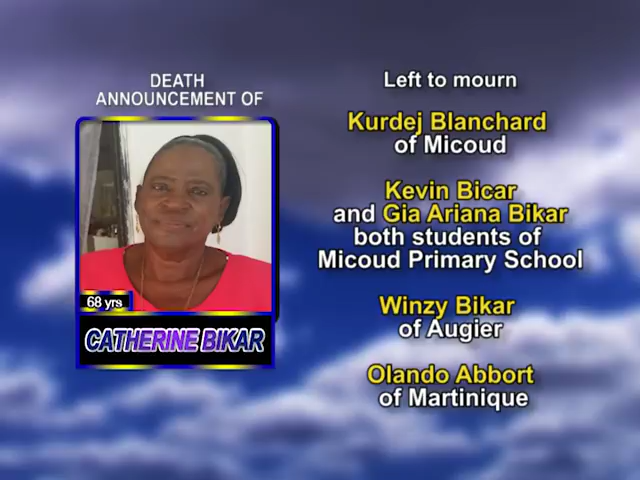 DEATH
ANNOUNCEMENT OF
68 yrs
CATHERINE BIKAR
Left to mourn
Kurdej Blanchard
of Micoud
Kevin Bicar
and Gia Ariana Bikar
both students of
Micoud Primary School
Winzy Bikar
of Augier
Olando Abbort
of Martinique